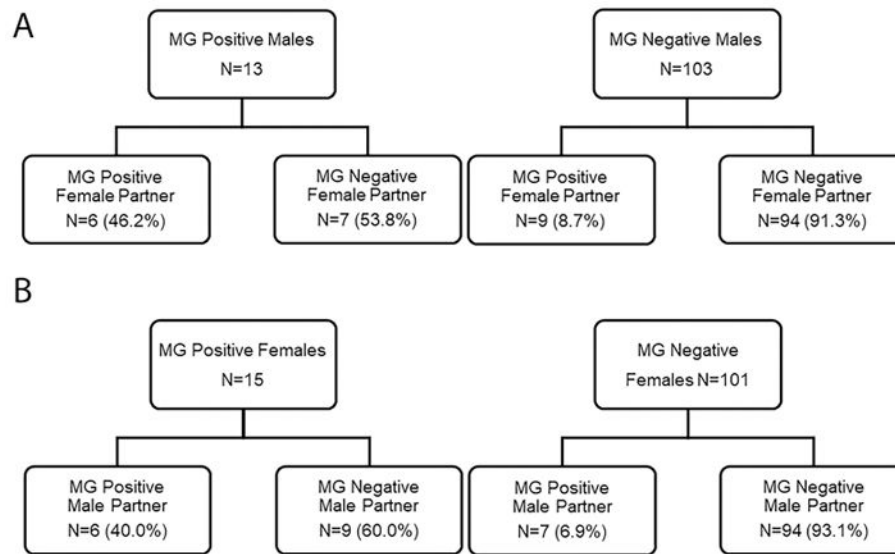 A
MG Positive Males
N=13
MG Negative Males
N=103
MG Positive
Female Partner
N=6 (46.2%)
MG Negative
Female Partner
N=7 (53.8%)
MG Positive
Female Partner
N=9 (8.7%)
MG Negative
Female Partner
N=94 (91.3%)
B
MG Positive Females
N=15
MG Negative
Females N=101
MG Positive
Male Partner
N=6 (40.0%)
MG Negative
Male Partner
N=9 (60.0%)
MG Positive
Male Partner
N=7 (6.9%)
MG Negative
Male Partner
N=94 (93.1%)